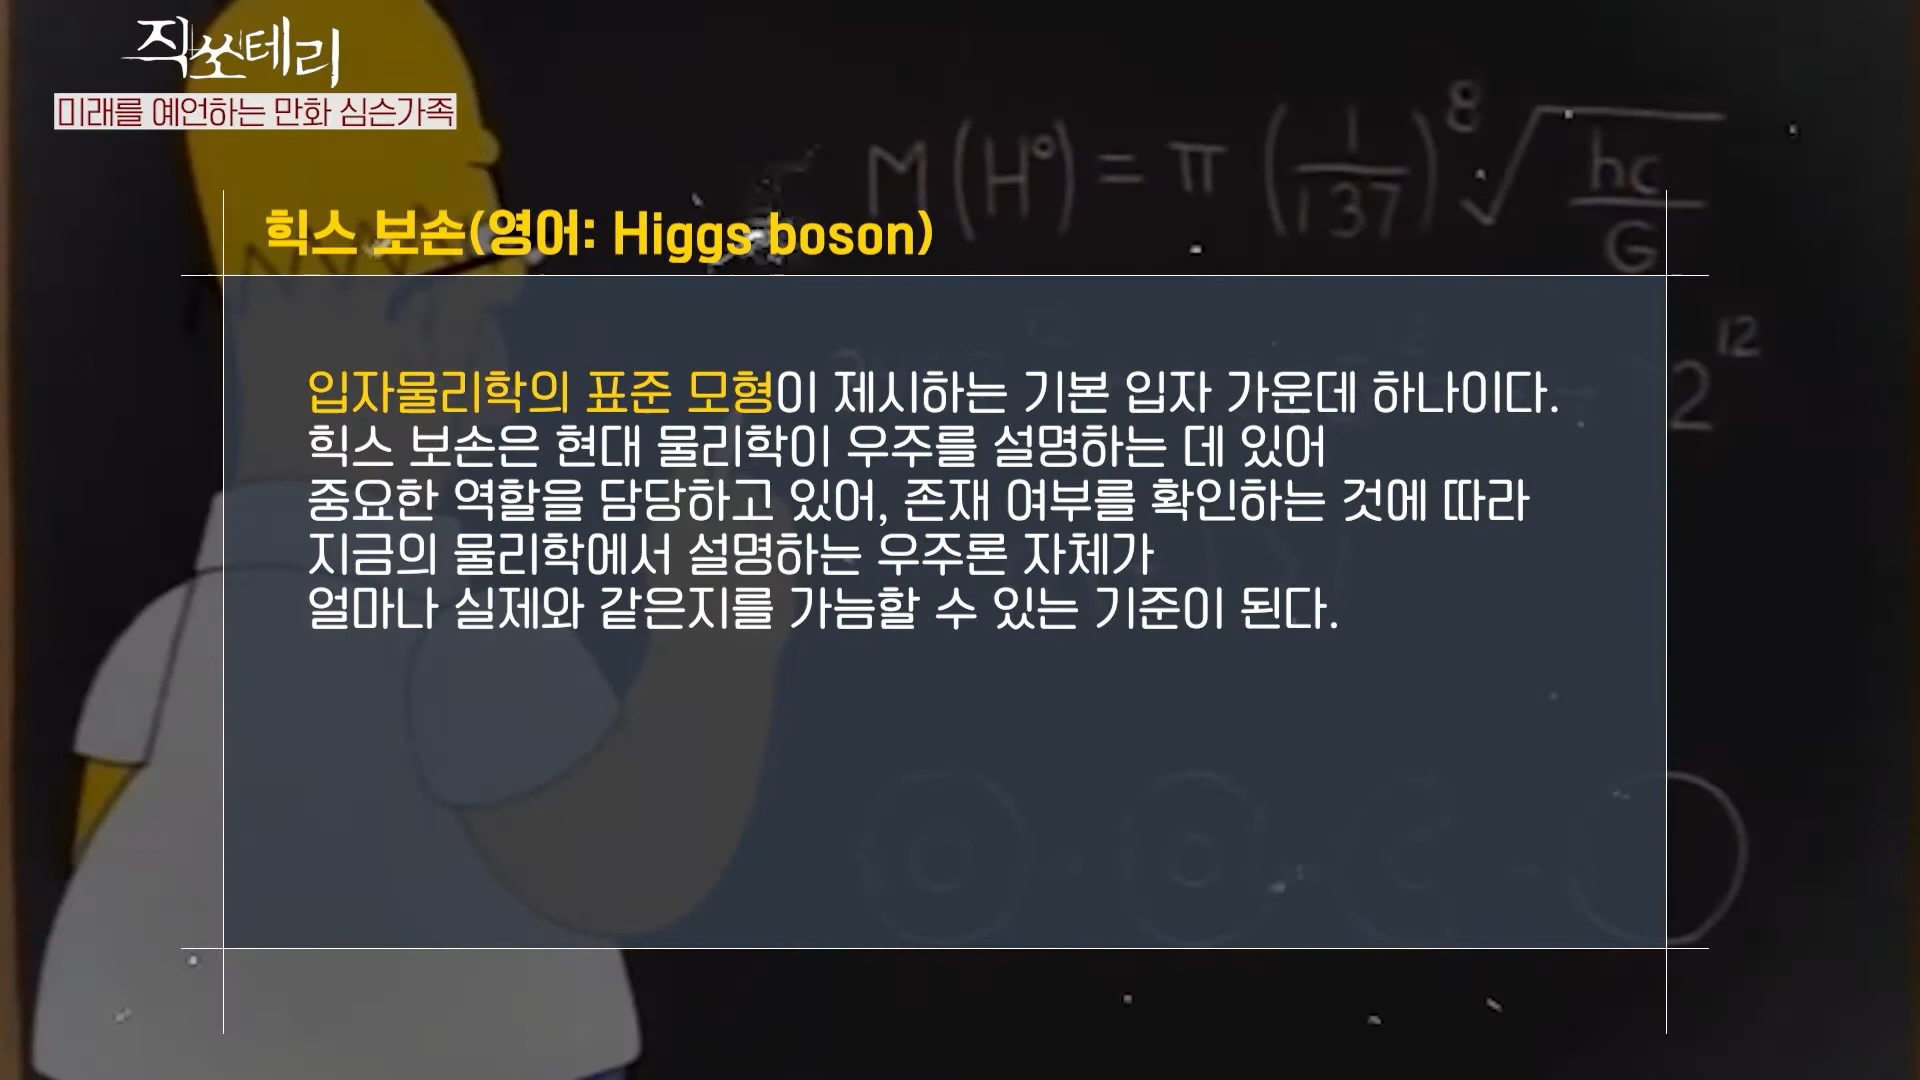 직쏘테리
미래를 예언하는 만화 심슨가족
M(H°) = π (1/137)^8 √(hc/G)
힉스 보손(영어: Higgs boson)
2^12
입자물리학의 표준 모형이 제시하는 기본 입자 가운데 하나이다.
힉스 보손은 현대 물리학이 우주를 설명하는 데 있어
중요한 역할을 담당하고 있어, 존재 여부를 확인하는 것에 따라
지금의 물리학에서 설명하는 우주론 자체가
얼마나 실제와 같은지를 가늠할 수 있는 기준이 된다.